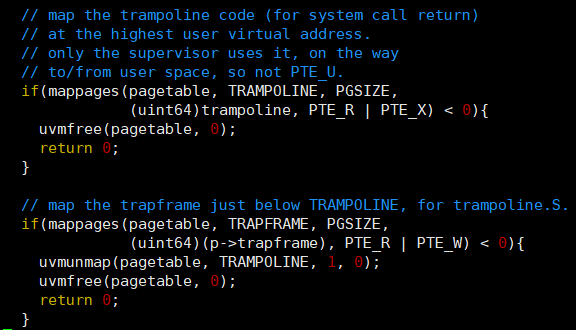 // map the trampoline code (for system call return)
// at the highest user virtual address.
// only the supervisor uses it, on the way
// to/from user space, so not PTE_U.
if(mappages(pagetable, TRAMPOLINE, PGSIZE,
(uint64)trampoline, PTE_R | PTE_X) < 0){
uvmfree(pagetable, 0);
return 0;
}
// map the trapframe just below TRAMPOLINE, for trampoline.S.
if(mappages(pagetable, TRAPFRAME, PGSIZE,
(uint64)(p->trapframe), PTE_R | PTE_W) < 0){
uvmunmap(pagetable, TRAMPOLINE, 1, 0);
uvmfree(pagetable, 0);
return 0;
}